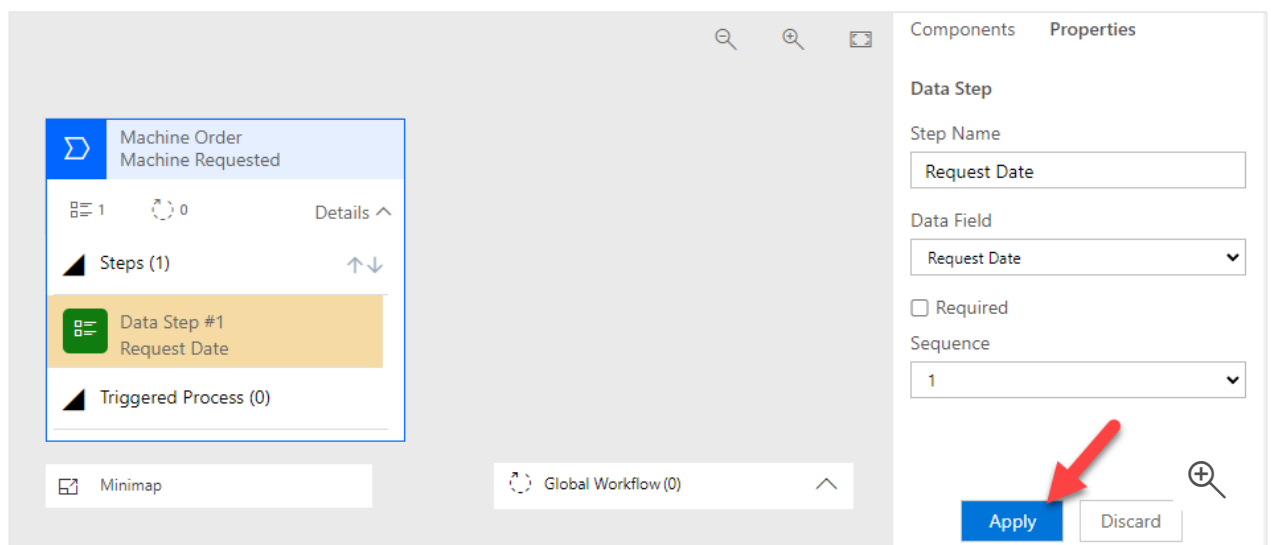 Components Properties
Data Step
Machine Order
Machine Requested
Step Name
Request Date
1 0 Details
Data Field
Request Date
Steps (1)
Required
Data Step #1
Request Date
Sequence
1
Triggered Process (0)
Minimap
Global Workflow (0)
Apply Discard